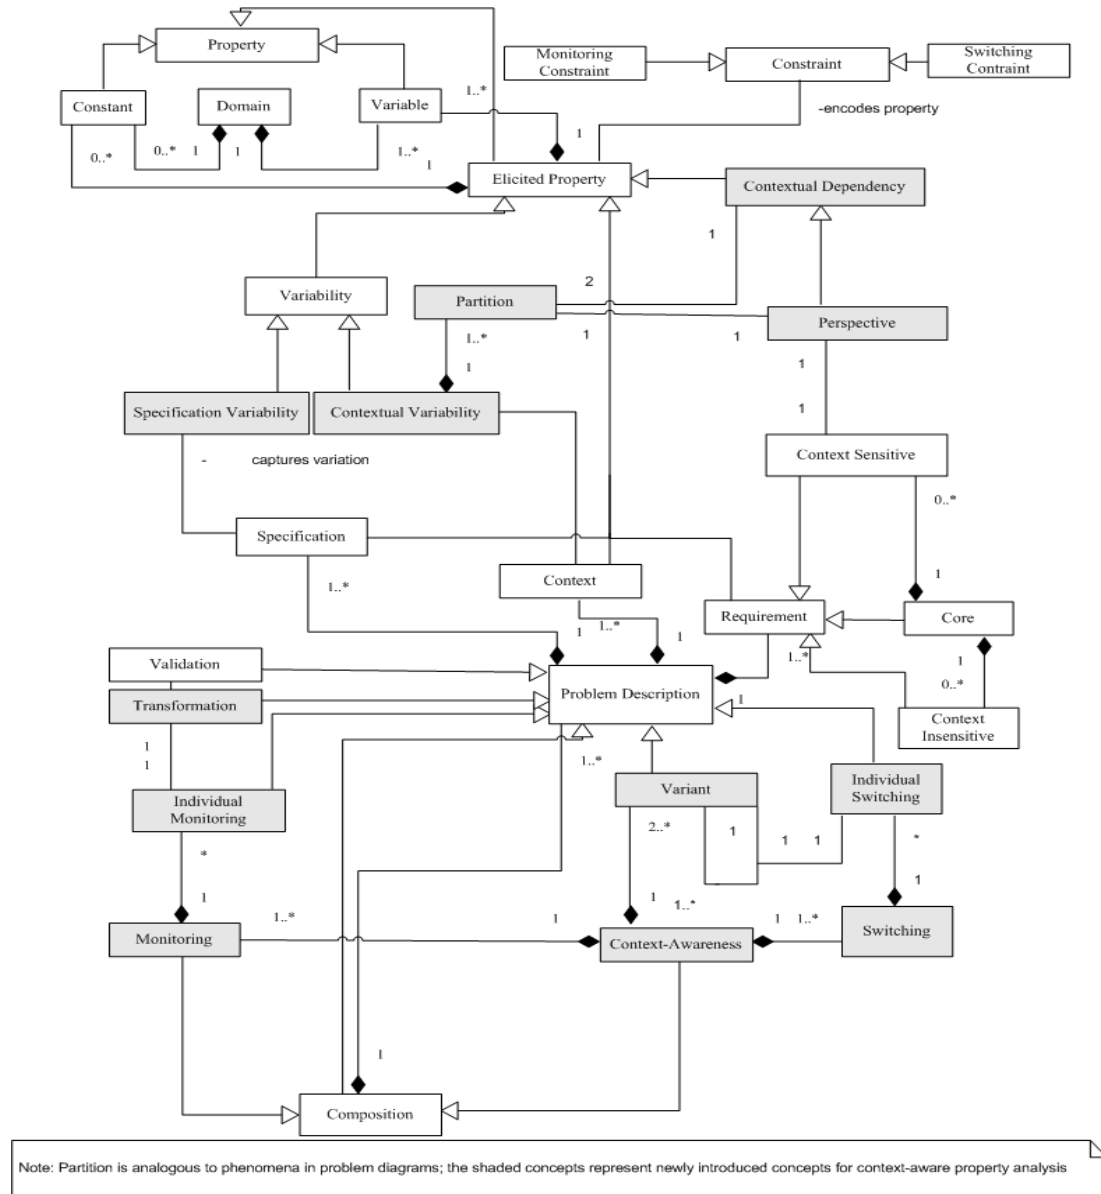 Property
Monitoring
Constraint
Constraint
Switching
Contraint
Constant
Domain
Variable
1..*
-encodes property
0..*
0..*
1
1
1..*
1
1
Elicited Property
Contextual Dependency
1
2
Variability
Partition
Perspective
1..*
1
1
1
1
1
Specification Variability
Contextual Variability
- captures variation
Context Sensitive
0..*
Specification
1..*
Context
1
Requirement
Core
1
1..*
1
1..*
1
0..*
Validation
Transformation
Problem Description
1
Context
Insensitive
1
1
1..*
Individual
Monitoring
Variant
Individual
Switching
2..*
1
1
1
*
*
1
1
1
1..*
1..*
1
1
1..*
Monitoring
Context-Awareness
Switching
1
Composition
Note: Partition is analogous to phenomena in problem diagrams; the shaded concepts represent newly introduced concepts for context-aware property analysis